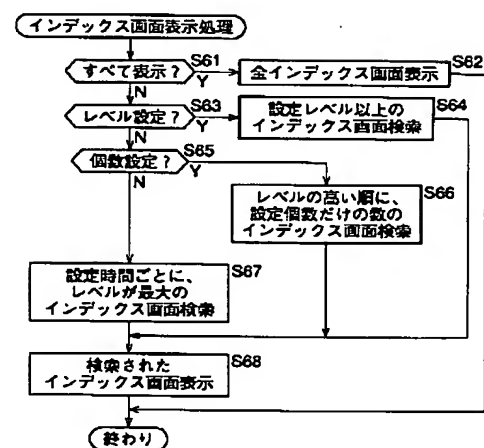 インデックス画面表示処理
すべて表示？
S61
Y
N
全インデックス画面表示
S62
レベル設定？
S63
Y
N
設定レベル以上の
インデックス画面検索
S64
個数設定？
S65
Y
N
レベルの高い順に、
設定個数だけの数の
インデックス画面検索
S66
設定時間ごとに、
レベルが最大の
インデックス画面検索
S67
検索された
インデックス画面表示
S68
終わり